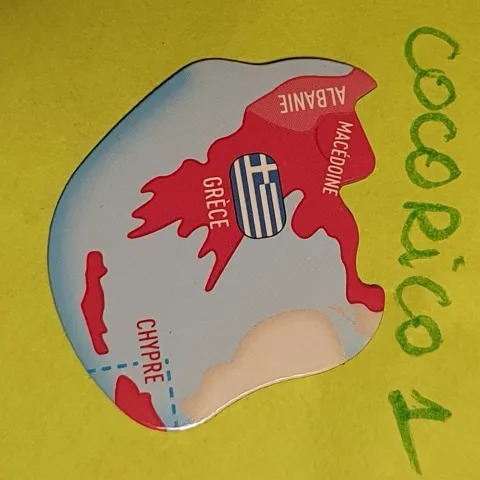 COCORiCO 1
ALBANIE
MACÉDOINE
GRÈCE
CHYPRE